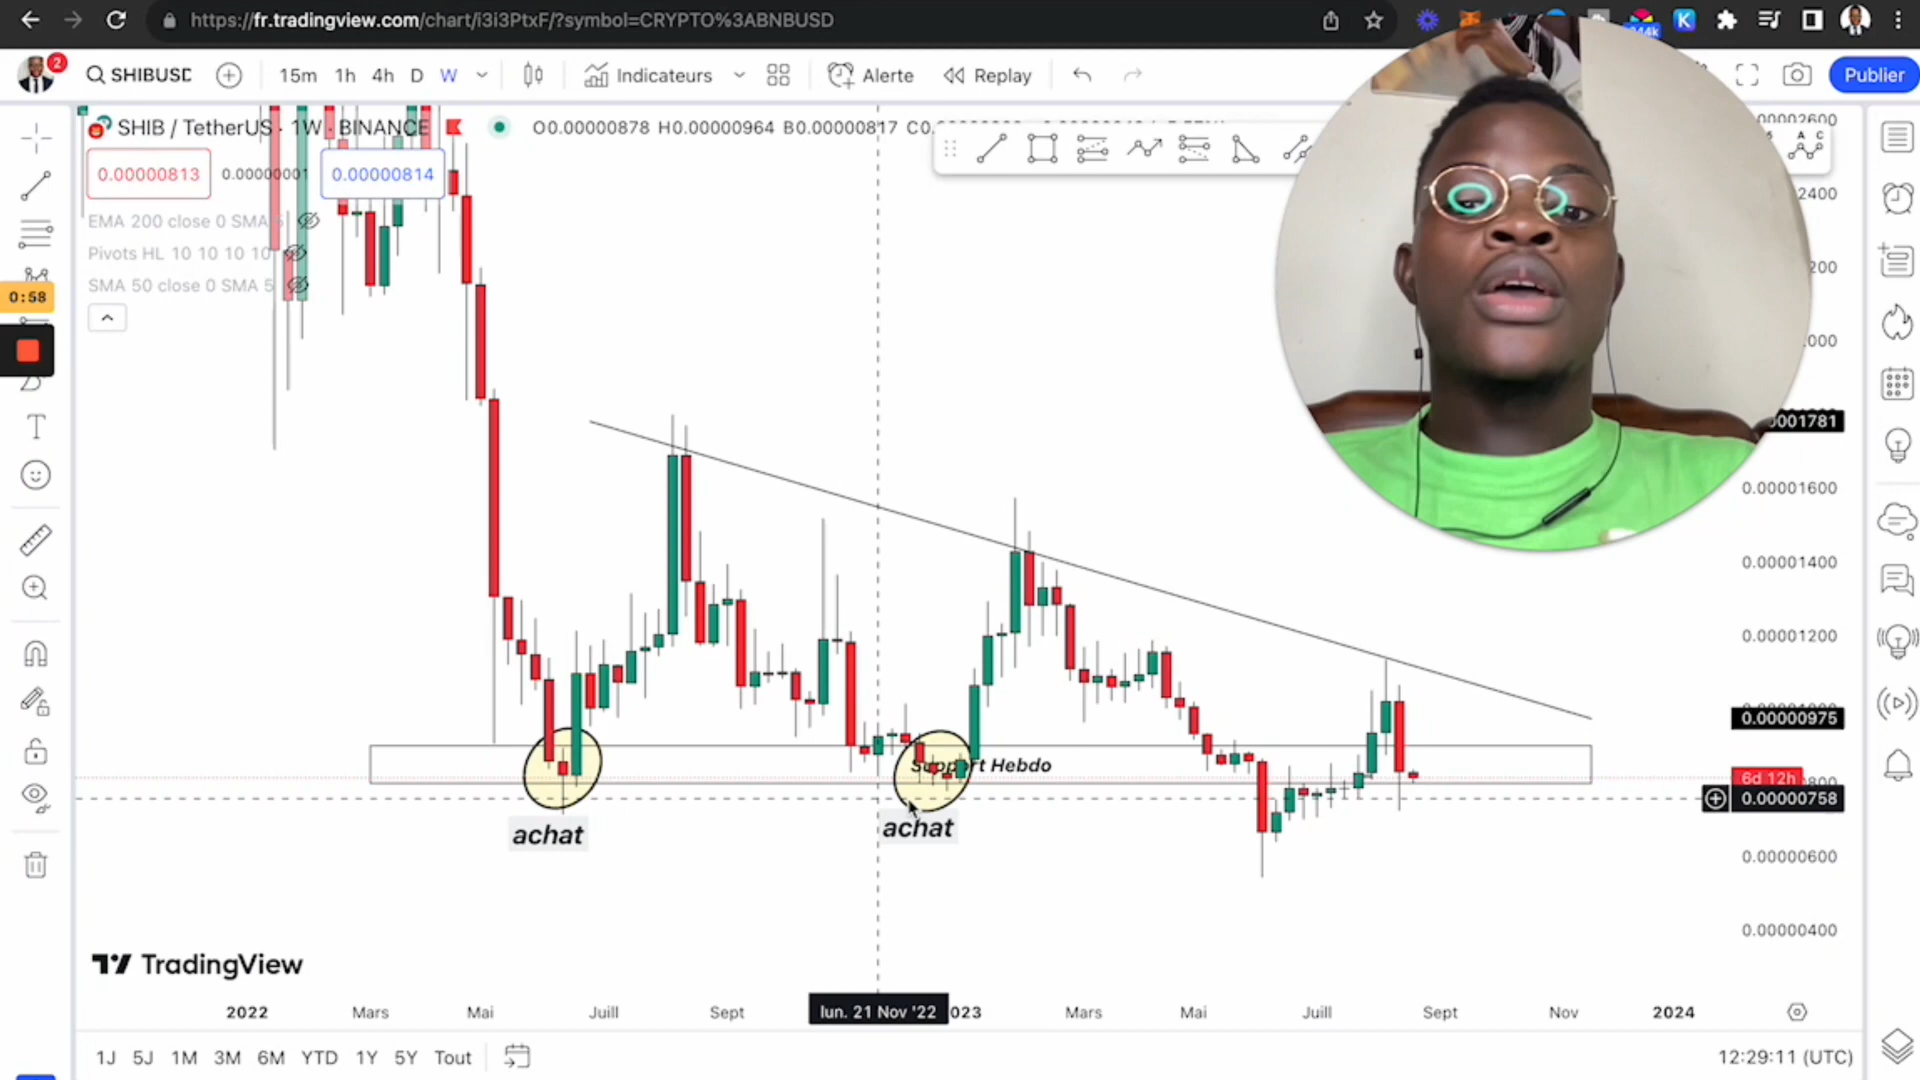 https://fr.tradingview.com/chart/i3i3PtxF/?symbol=CRYPTO%3ABNBUSD
2
SHIBUSD
15m 1h 4h D W
Indicateurs
Alerte
Replay
Publier
SHIB / TetherUS · 1W · BINANCE
O0.00000878 H0.00000964 B0.00000817
0.00000813
0.00000001
0.00000814
EMA 200 close 0 SMA
Pivots HL 10 10 10 10
SMA 50 close 0 SMA 5
0:58
0.00001600
0.00001400
0.00001200
0.00000975
6d 12h
0.00000758
0.00000600
0.00000400
Support Hebdo
achat
achat
TradingView
2022 Mars Mai Juill Sept lun. 21 Nov '22 023 Mars Mai Juill Sept Nov 2024
1J 5J 1M 3M 6M YTD 1Y 5Y Tout
12:29:11 (UTC)